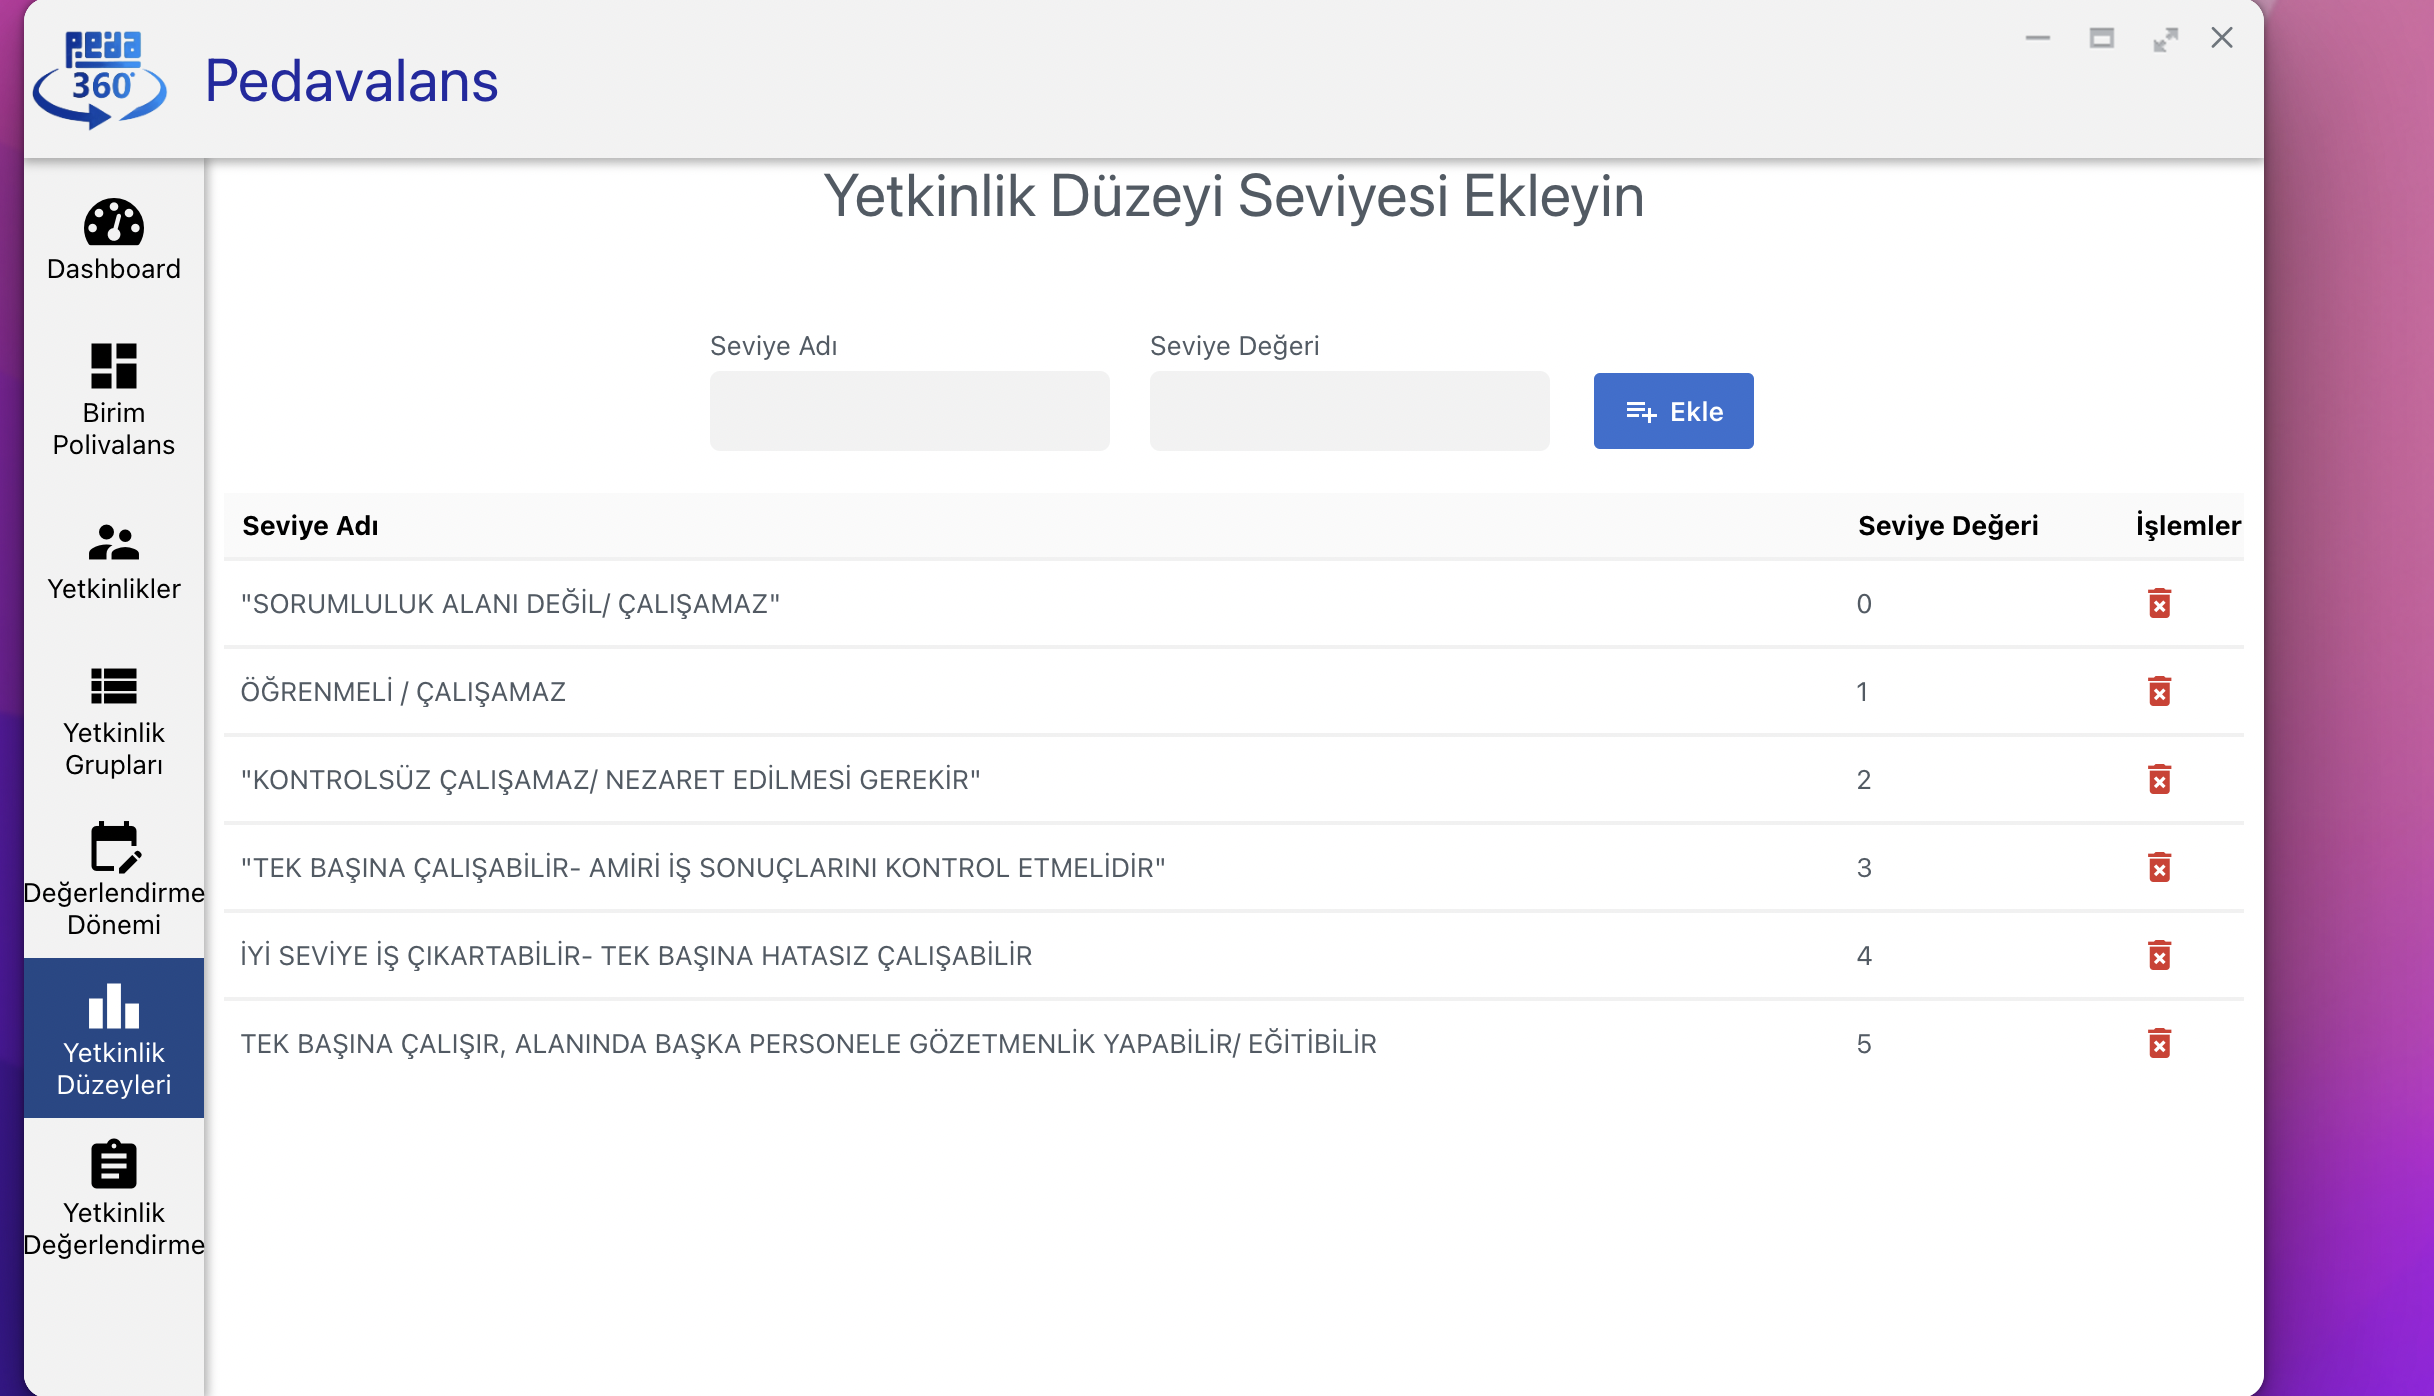 peda
360°
Pedavalans
Dashboard
Birim
Polivalans
Yetkinlikler
Yetkinlik
Grupları
Değerlendirme
Dönemi
Yetkinlik
Düzeyleri
Yetkinlik
Değerlendirme
Yetkinlik Düzeyi Seviyesi Ekleyin
Seviye Adı
Seviye Değeri
Ekle
Seviye Adı Seviye Değeri İşlemler
"SORUMLULUK ALANI DEĞİL/ ÇALIŞAMAZ" 0
ÖĞRENMELİ / ÇALIŞAMAZ 1
"KONTROLSÜZ ÇALIŞAMAZ/ NEZARET EDİLMESİ GEREKİR" 2
"TEK BAŞINA ÇALIŞABİLİR- AMİRİ İŞ SONUÇLARINI KONTROL ETMELİDİR" 3
İYİ SEVİYE İŞ ÇIKARTABİLİR- TEK BAŞINA HATASIZ ÇALIŞABİLİR 4
TEK BAŞINA ÇALIŞIR, ALANINDA BAŞKA PERSONELE GÖZETMENLİK YAPABİLİR/ EĞİTİBİLİR 5